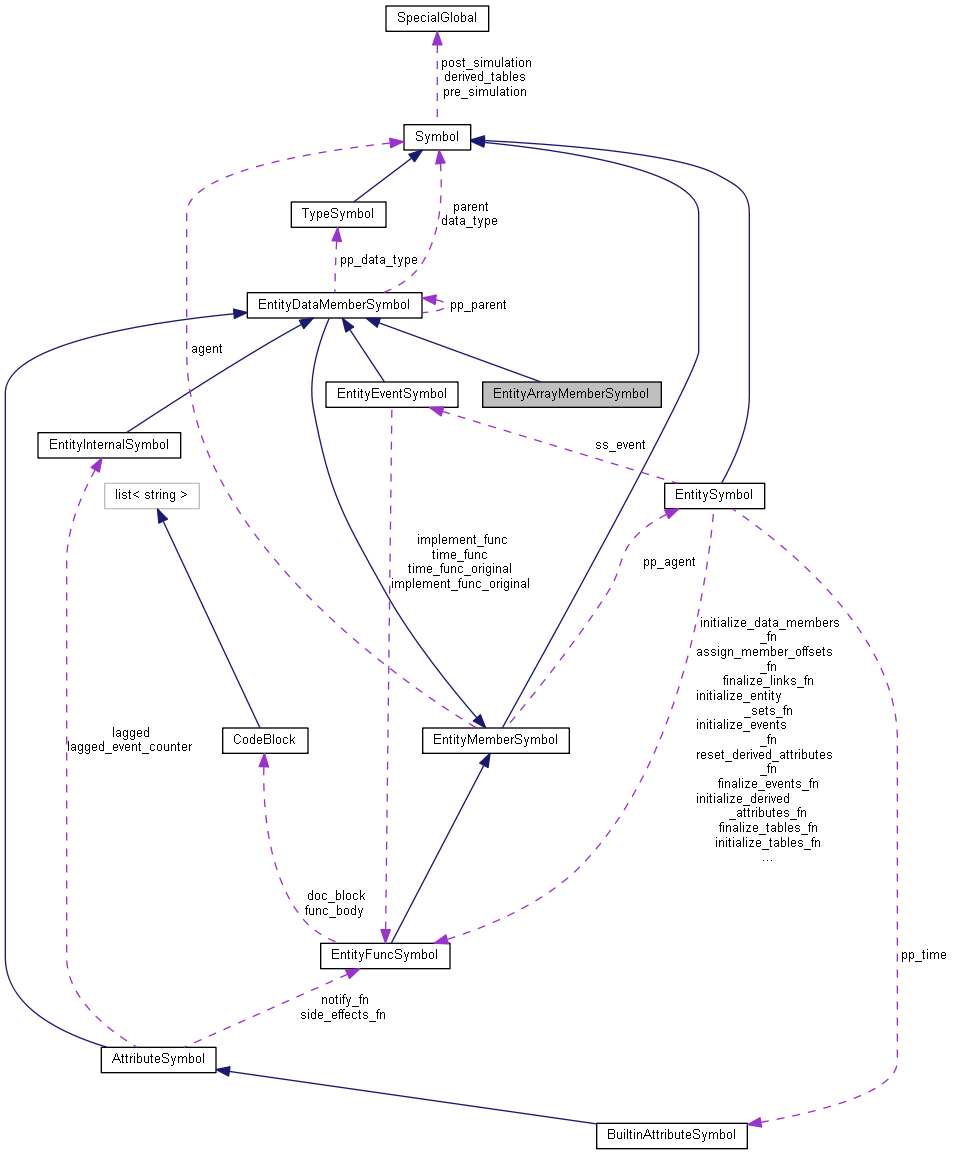 SpecialGlobal
post_simulation
derived_tables
pre_simulation
Symbol
TypeSymbol
parent
data_type
pp_data_type
EntityDataMemberSymbol
pp_parent
agent
EntityEventSymbol
EntityArrayMemberSymbol
EntityInternalSymbol
ss_event
list< string >
EntitySymbol
implement_func
time_func
time_func_original
implement_func_original
pp_agent
initialize_data_members
_fn
assign_member_offsets
_fn
finalize_links_fn
initialize_entity
_sets_fn
initialize_events
_fn
reset_derived_attributes
_fn
finalize_events_fn
initialize_derived
_attributes_fn
finalize_tables_fn
initialize_tables_fn
...
lagged
lagged_event_counter
CodeBlock
EntityMemberSymbol
doc_block
func_body
EntityFuncSymbol
pp_time
notify_fn
side_effects_fn
AttributeSymbol
BuiltinAttributeSymbol